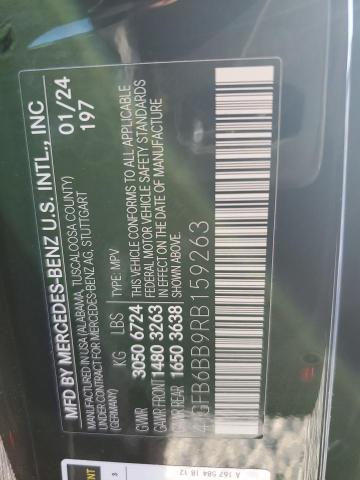 MFD BY MERCEDES-BENZ U.S. INTL., INC
FABRICATED IN USA (ALABAMA, TUSCALOOSA COUNTY)
UNDER CONTRACT FOR MERCEDES-BENZ AG, STUTTGART
(GERMANY)
01/24
197
KG LBS TYPE: MPV
GVWR 3050 6724 THIS VEHICLE CONFORMS TO ALL APPLICABLE
FEDERAL MOTOR VEHICLE SAFETY STANDARDS
GAWR FRONT 1480 3263 IN EFFECT ON THE DATE OF MANUFACTURE
GAWR REAR 1650 3638 SHOWN ABOVE.
GFB6BB9RB159263
A 167 584 18 12
3